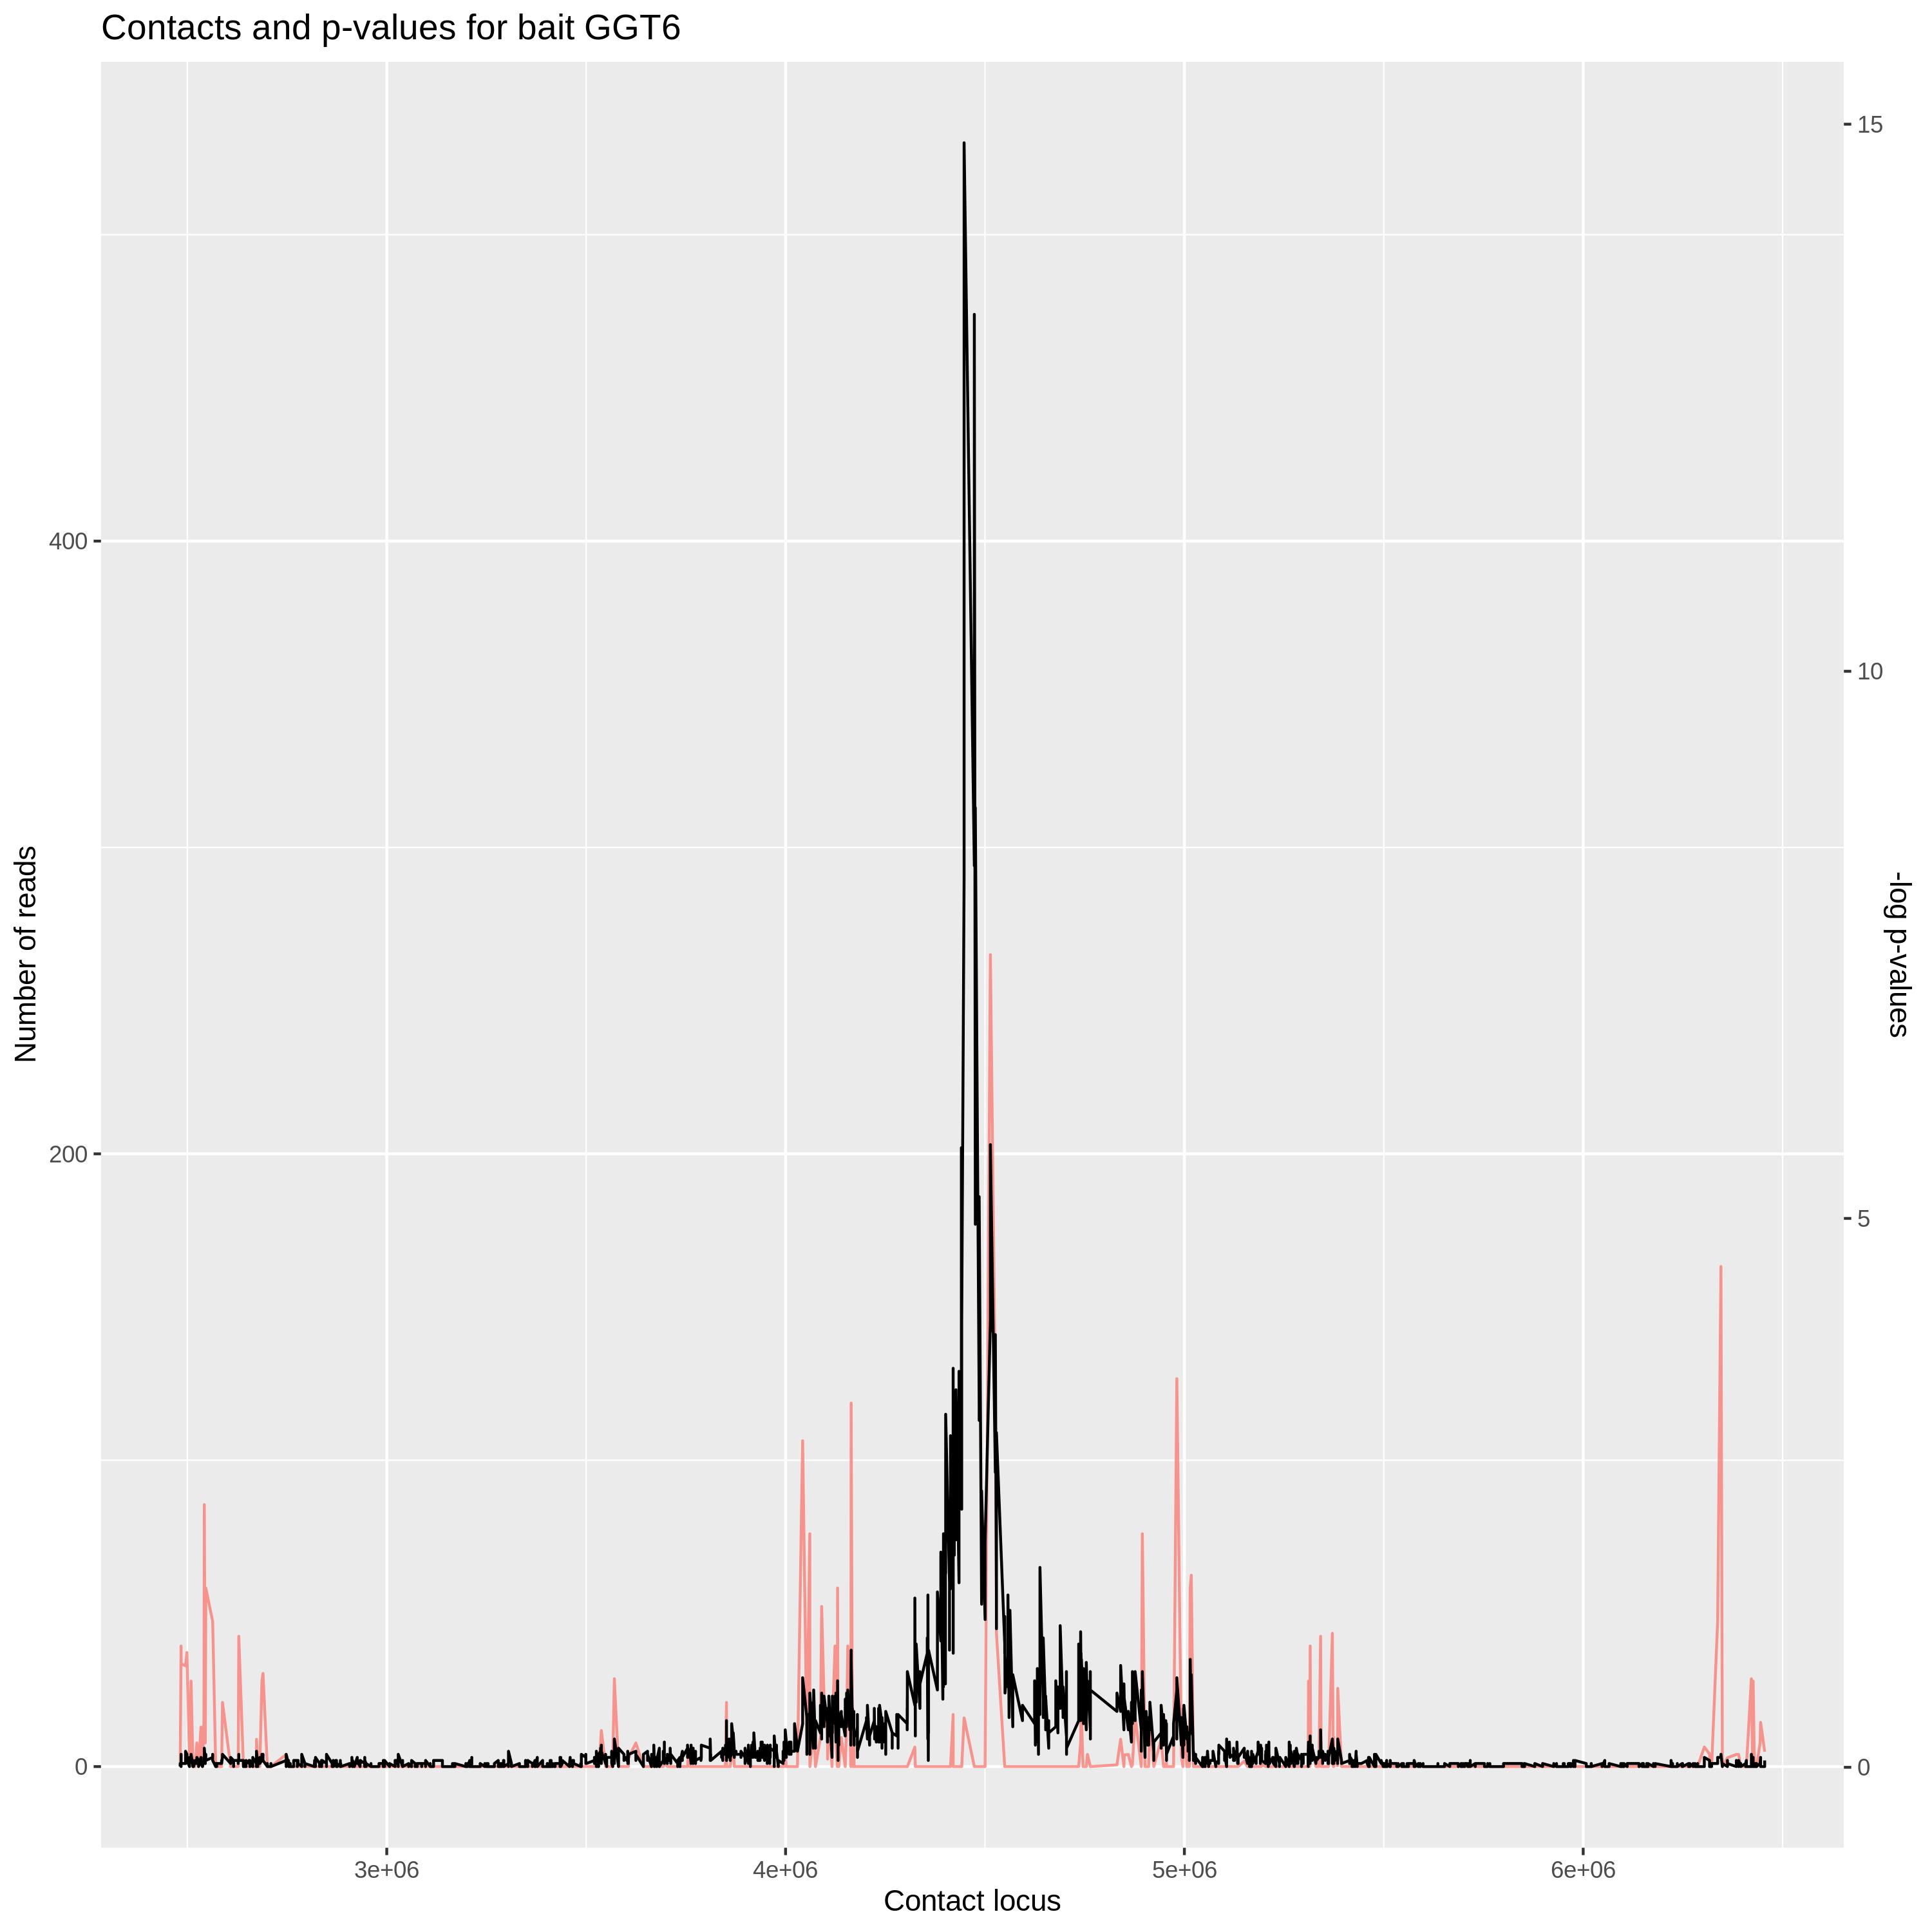 Contacts and p-values for bait GGT6
15
400
10
Number of reads
-log p-values
200
5
0
0
3e+06
4e+06
5e+06
6e+06
Contact locus